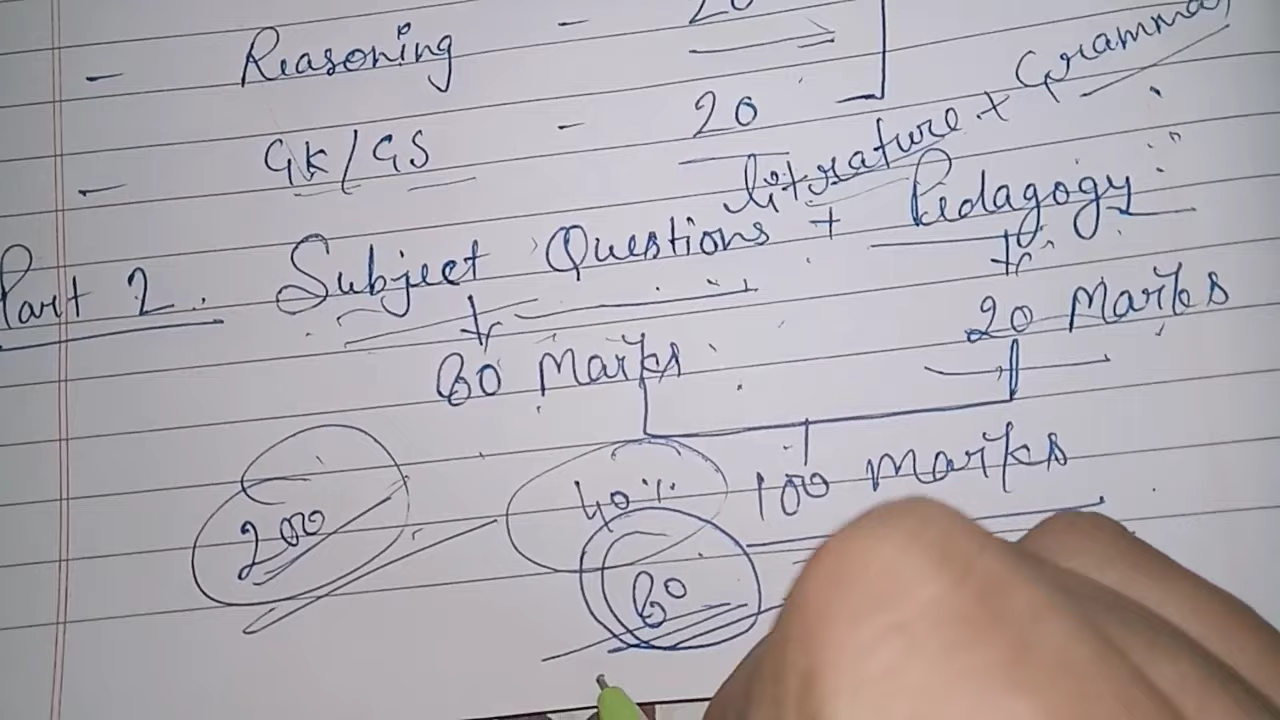 - Reasoning - 20
- GK/GS - 20
Literature + Grammar
Part 2. Subject Questions + Pedagogy
80 Marks 20 Marks
100 Marks
200 40%
80